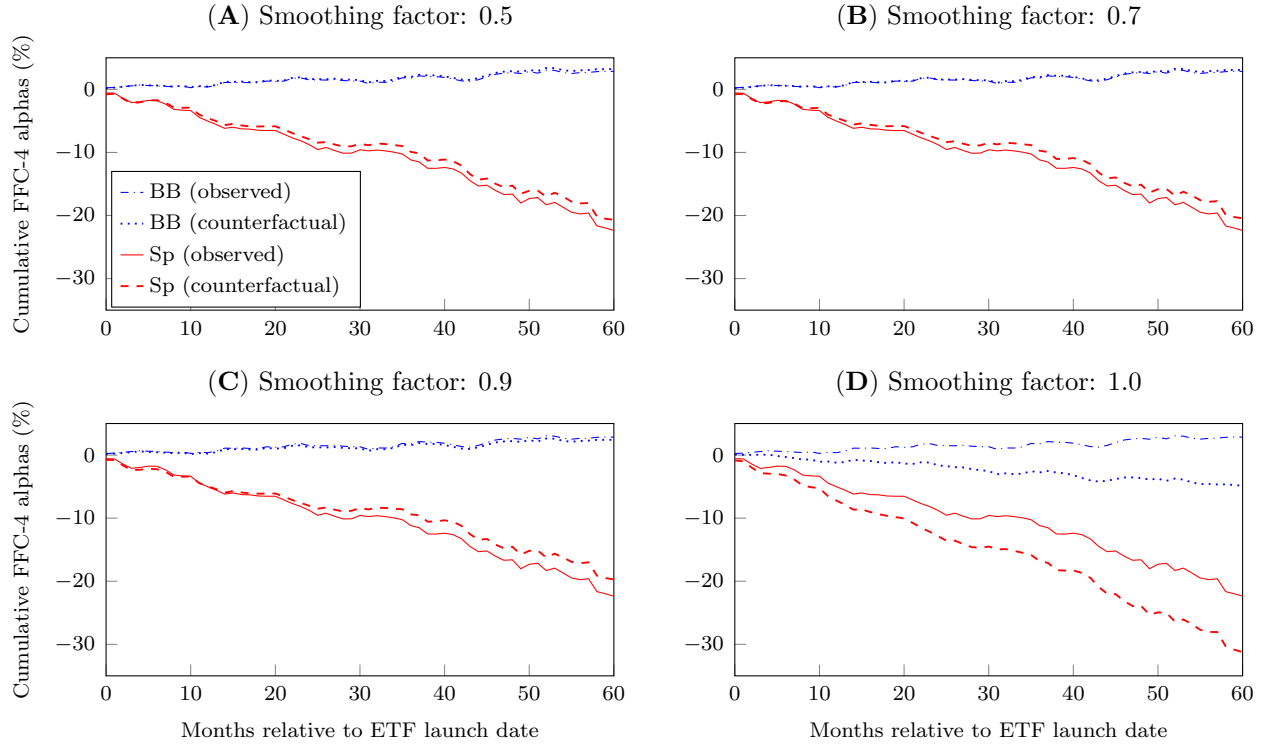 (A) Smoothing factor: 0.5
(B) Smoothing factor: 0.7
Cumulative FFC-4 alphas (%)
0
−10
−20
−30
BB (observed)
BB (counterfactual)
Sp (observed)
Sp (counterfactual)
0 10 20 30 40 50 60
0
−10
−20
−30
0 10 20 30 40 50 60
(C) Smoothing factor: 0.9
(D) Smoothing factor: 1.0
Cumulative FFC-4 alphas (%)
0
−10
−20
−30
0 10 20 30 40 50 60
Months relative to ETF launch date
0
−10
−20
−30
0 10 20 30 40 50 60
Months relative to ETF launch date